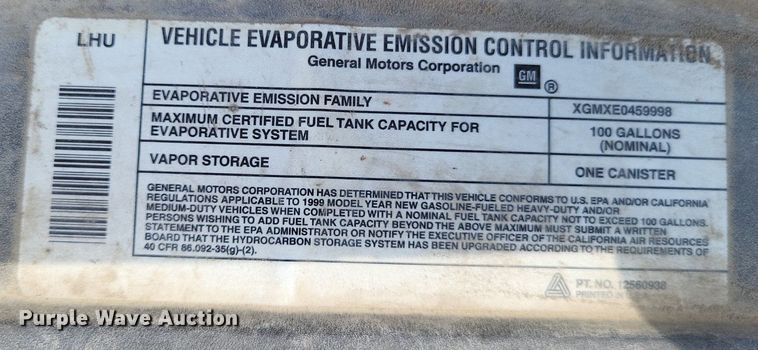 LHU
VEHICLE EVAPORATIVE EMISSION CONTROL INFORMATION
General Motors Corporation GM ®
EVAPORATIVE EMISSION FAMILY XGMXE0459998
MAXIMUM CERTIFIED FUEL TANK CAPACITY FOR
EVAPORATIVE SYSTEM
100 GALLONS
(NOMINAL)
VAPOR STORAGE ONE CANISTER
GENERAL MOTORS CORPORATION HAS DETERMINED THAT THIS VEHICLE CONFORMS TO U.S. EPA AND/OR CALIFORNIA
REGULATIONS APPLICABLE TO 1999 MODEL YEAR NEW GASOLINE-FUELED HEAVY-DUTY AND/OR
MEDIUM-DUTY VEHICLES WHEN COMPLETED WITH A NOMINAL FUEL TANK CAPACITY NOT TO EXCEED 100 GALLONS.
PERSONS WISHING TO ADD FUEL TANK CAPACITY BEYOND THE ABOVE MAXIMUM MUST SUBMIT A WRITTEN
STATEMENT TO THE EPA ADMINISTRATOR OR NOTIFY THE EXECUTIVE OFFICER OF THE CALIFORNIA AIR RESOURCES
BOARD THAT THE HYDROCARBON STORAGE SYSTEM HAS BEEN UPGRADED ACCORDING TO THE REQUIREMENTS OF
40 CFR 86.092-35(g)-(2).
PT. NO. 12560938
PRINTED IN
Purple Wave Auction